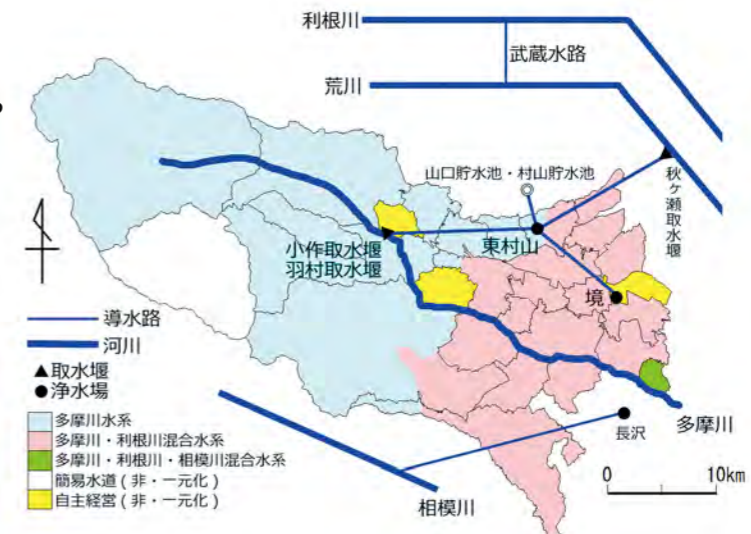 利根川
武蔵水路
荒川
山口貯水池・村山貯水池
秋ヶ瀬取水堰
小作取水堰
羽村取水堰
東村山
境
導水路
河川
取水堰
浄水場
多摩川水系
多摩川・利根川混合水系
多摩川・利根川・相模川混合水系
簡易水道(非・一元化)
自主経営(非・一元化)
長沢
多摩川
相模川
0 10km